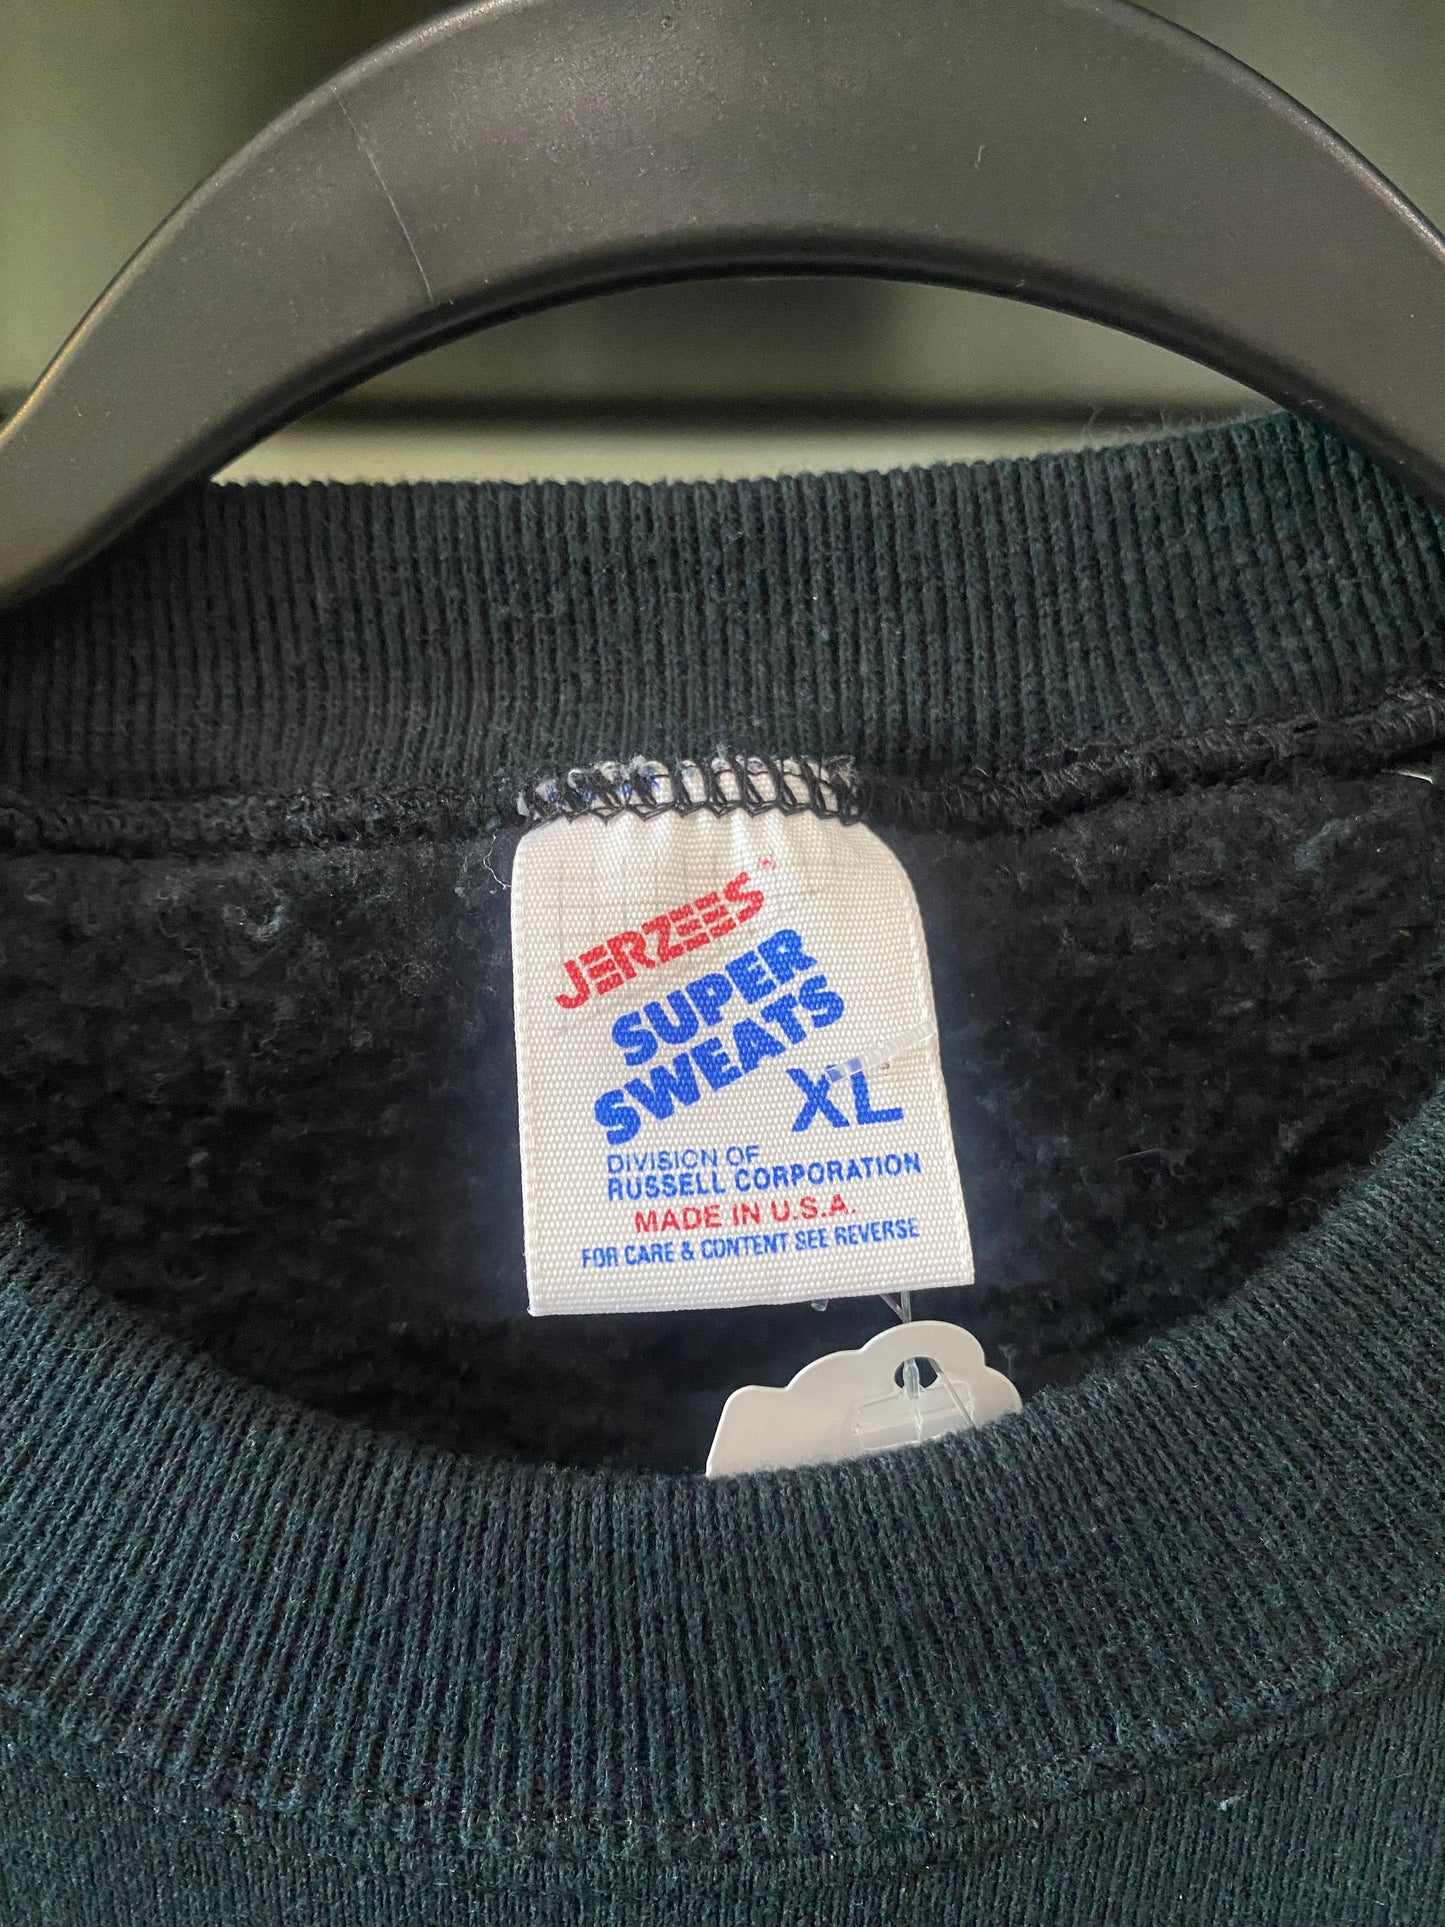 JERZEES®
SUPER
SWEATS
XL
DIVISION OF
RUSSELL CORPORATION
MADE IN U.S.A.
FOR CARE & CONTENT SEE REVERSE